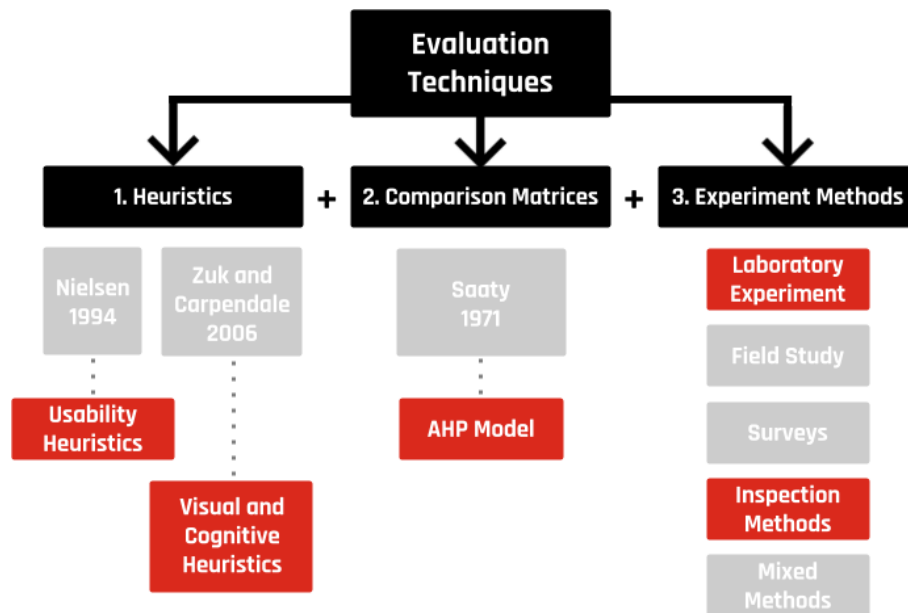 Evaluation
Techniques
1. Heuristics
+
2. Comparison Matrices
+
3. Experiment Methods
Nielsen
1994
Zuk and
Carpendale
2006
Saaty
1971
Laboratory
Experiment
Field Study
Usability
Heuristics
AHP Model
Surveys
Visual and
Cognitive
Heuristics
Inspection
Methods
Mixed
Methods